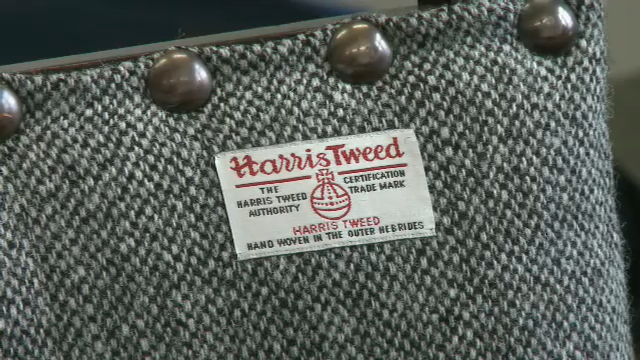 Harris Tweed
THE
HARRIS TWEED
AUTHORITY
CERTIFICATION
TRADE MARK
HARRIS TWEED
HAND WOVEN IN THE OUTER HEBRIDES